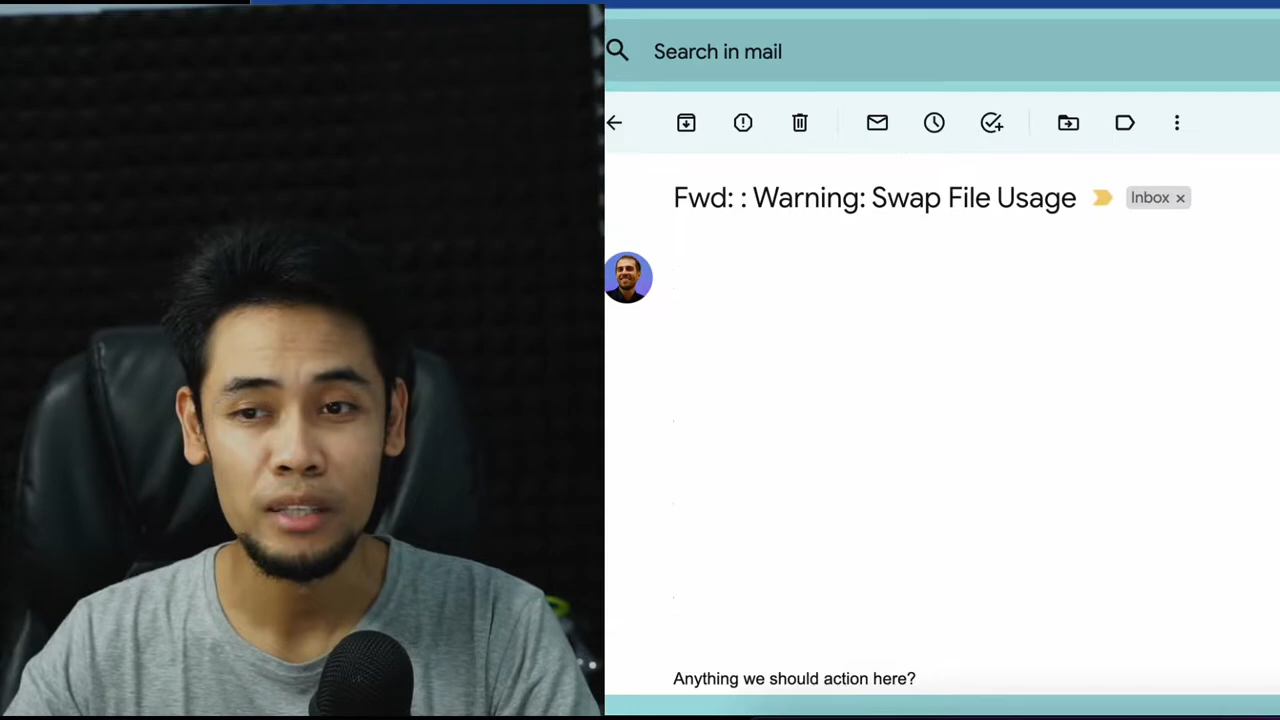 Search in mail
Fwd: : Warning: Swap File Usage
Inbox ×
Anything we should action here?